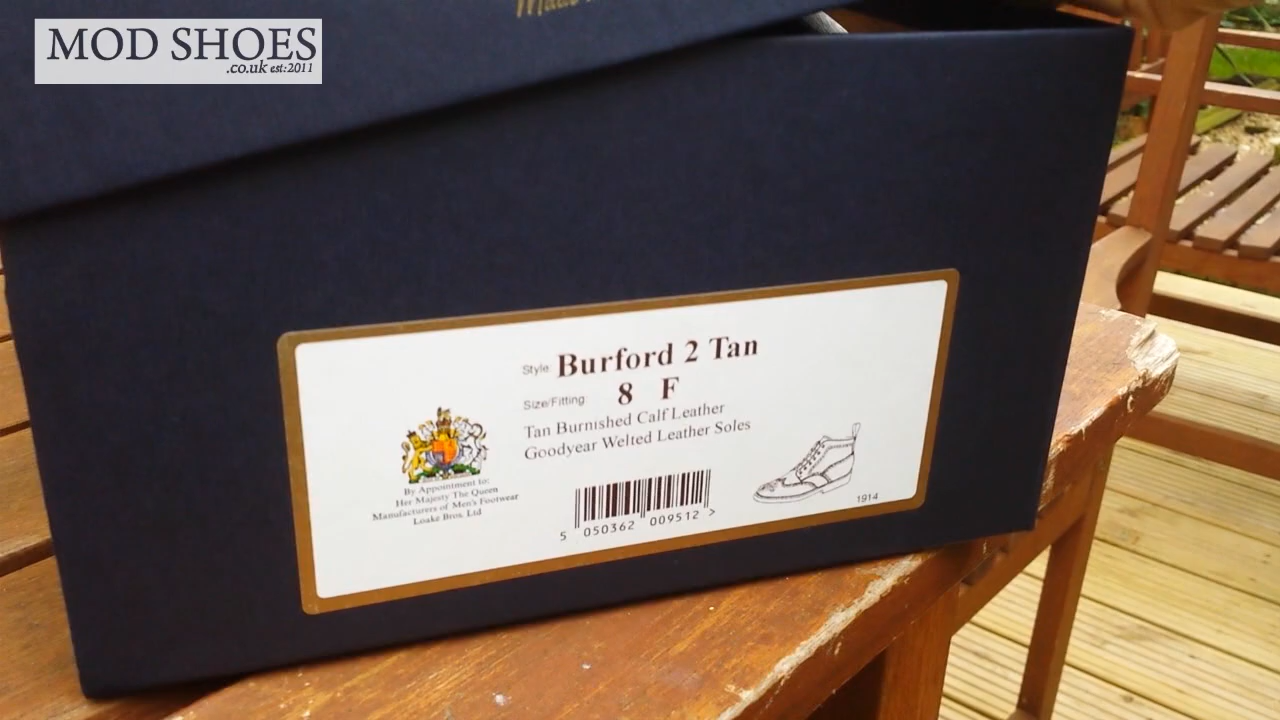 Made
MOD SHOES
.co.uk est:2011
Style: Burford 2 Tan
Size/Fitting 8 F
Tan Burnished Calf Leather
Goodyear Welted Leather Soles
By Appointment to:
Her Majesty The Queen
Manufacturers of Men's Footwear
Loake Bros. Ltd
5 050362 009512 >
1914